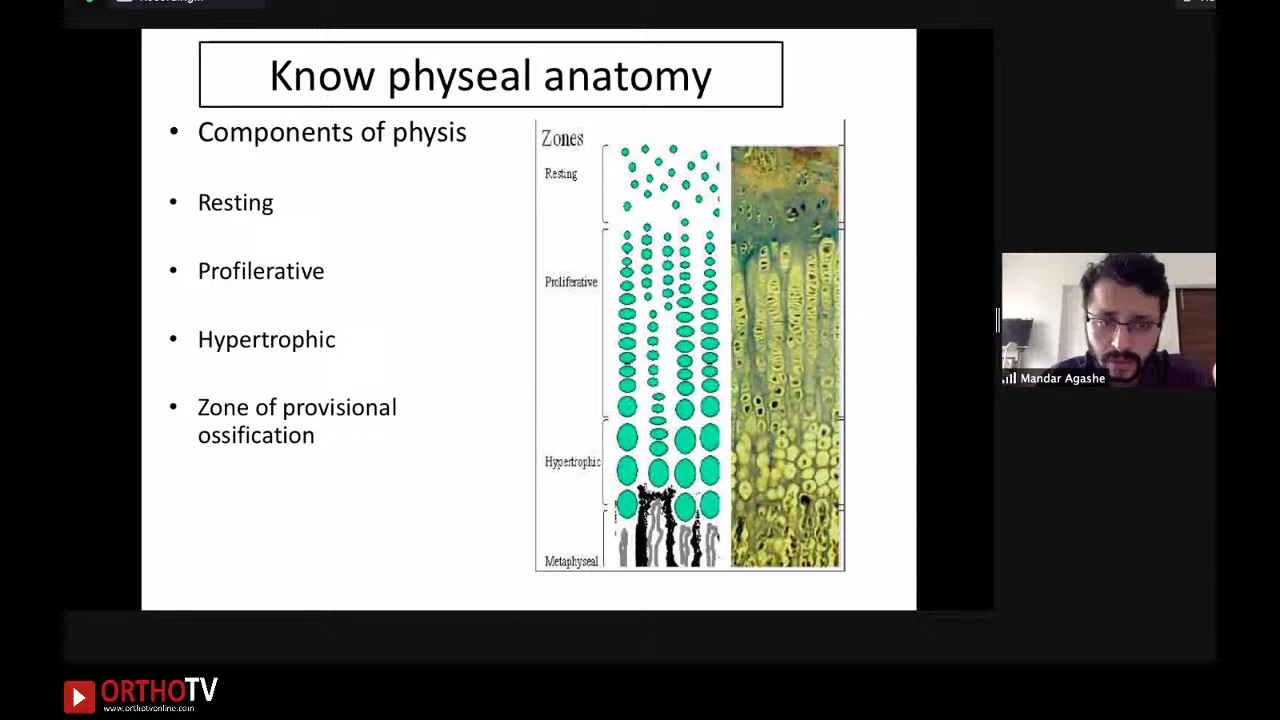 Know physeal anatomy
• Components of physis
• Resting
• Profilerative
• Hypertrophic
• Zone of provisional
ossification
Zones
Resting
Proliferative
Hypertrophic
Metaphyseal
Mandar Agashe
ORTHOTV
www.orthotvonline.com